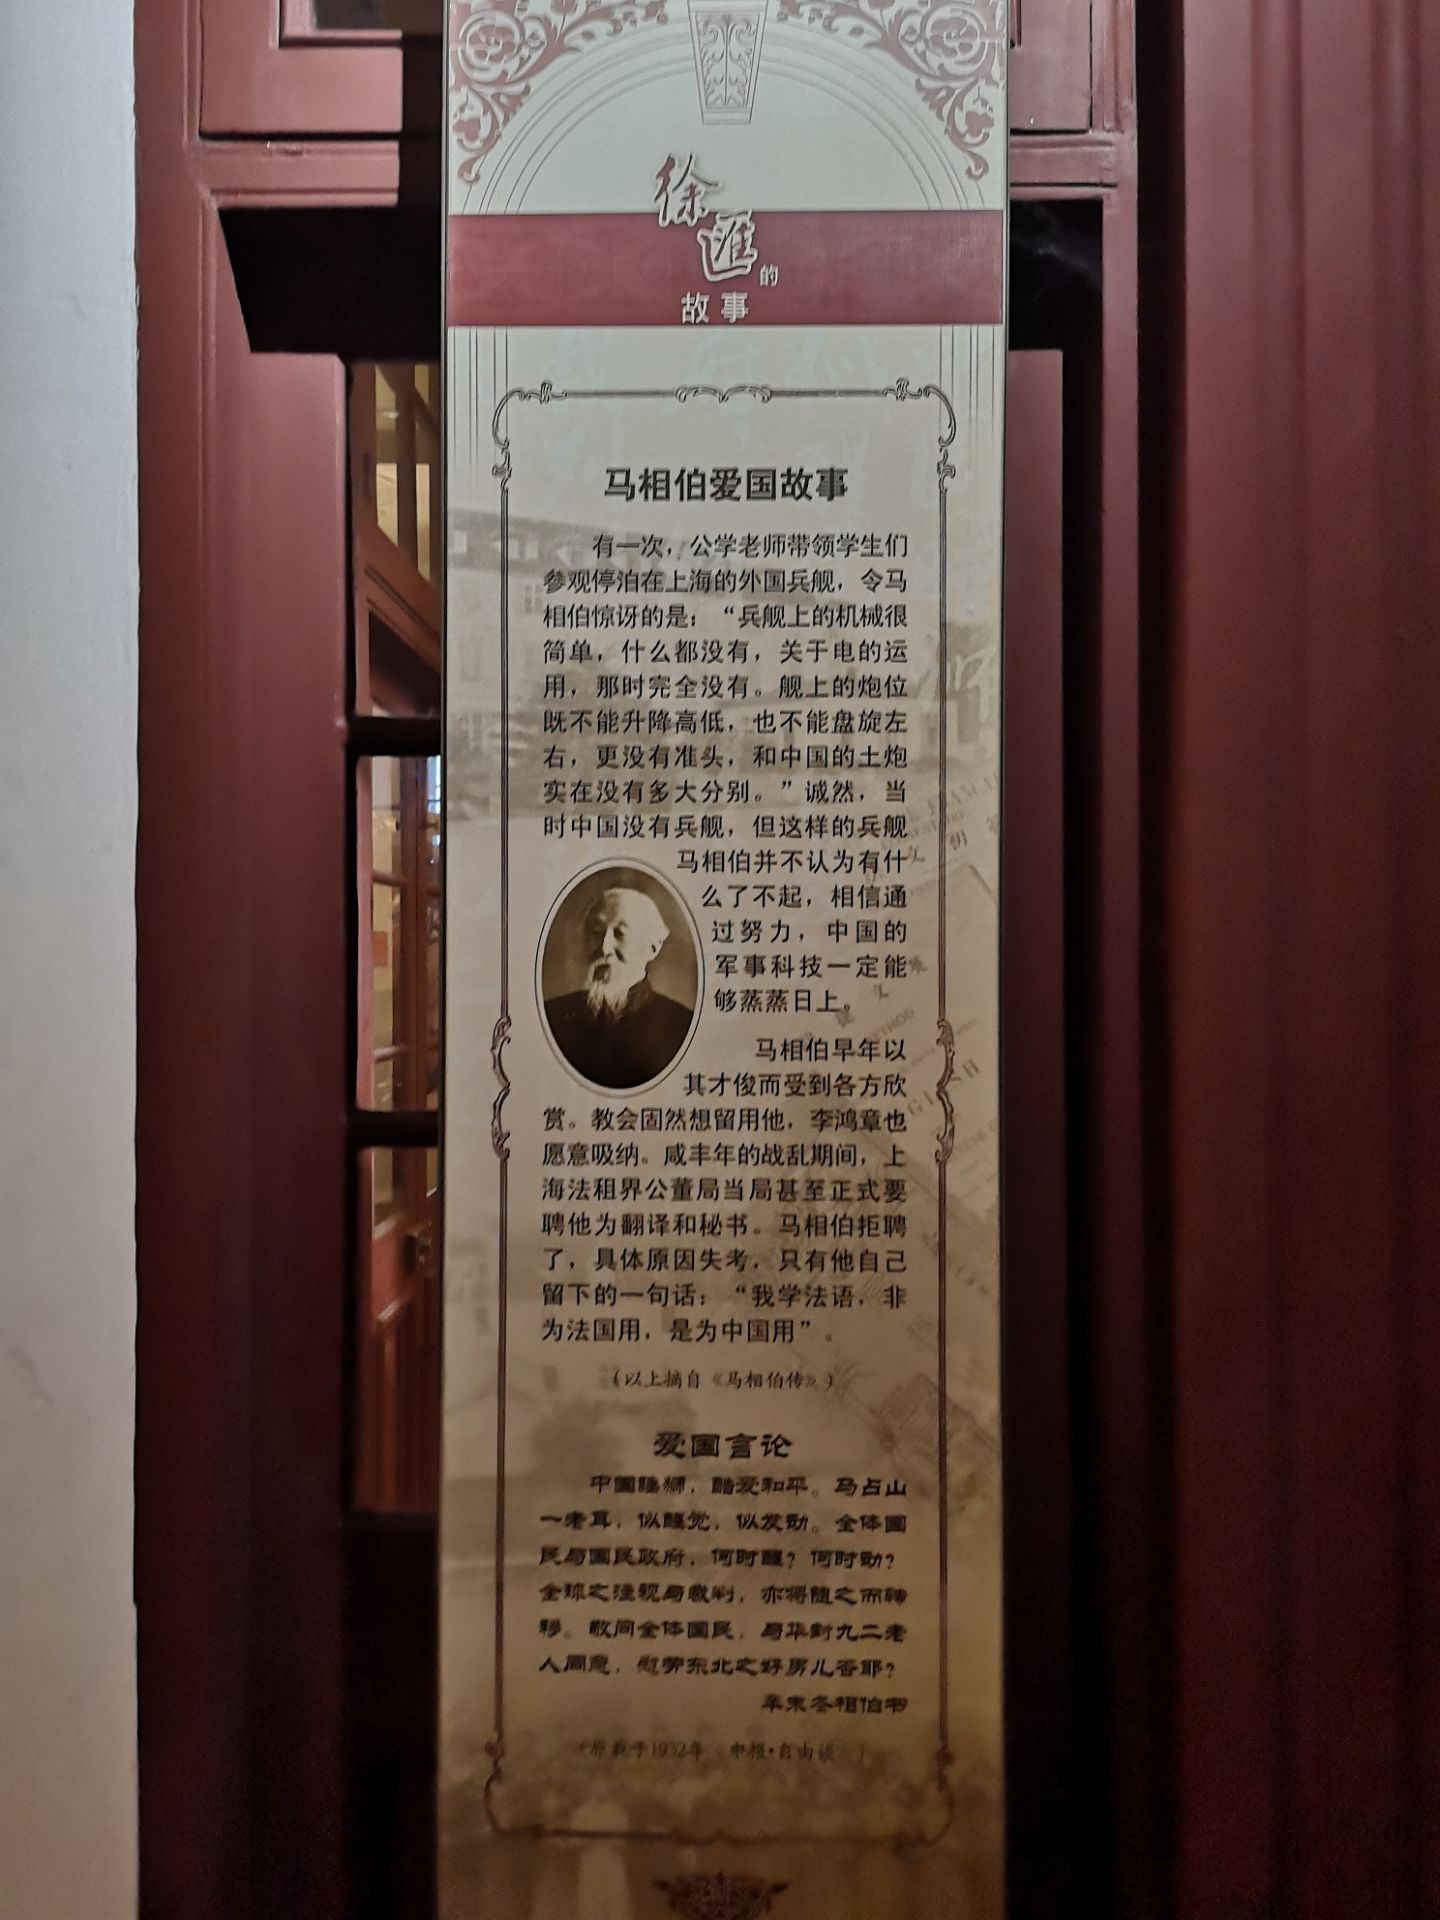 徐匯的
故事
马相伯爱国故事
有一次，公学老师带领学生们
参观停泊在上海的外国兵舰，令马
相伯惊讶的是：“兵舰上的机械很
简单，什么都没有，关于电的运
用，那时完全没有。舰上的炮位
既不能升降高低，也不能盘旋左
右，更没有准头，和中国的土炮
实在没有多大分别。”诚然，当
时中国没有兵舰，但这样的兵舰
马相伯并不认为有什
么了不起，相信通
过努力，中国的
军事科技一定能
够蒸蒸日上。
马相伯早年以
其才俊而受到各方欣
赏。教会固然想留用他，李鸿章也
愿意吸纳。咸丰年的战乱期间，上
海法租界公董局当局甚至正式要
聘他为翻译和秘书。马相伯拒聘
了，具体原因失考，只有他自己
留下的一句话：“我学法语，非
为法国用，是为中国用”。
（以上摘自《马相伯传》）
爱国言论
中国睡狮，酷爱和平。马占山
一老耳，似醒觉，似发动。全体国
民与国民政府，何时醒？何时动？
全球之注视与裁判，亦将随之而转
移。敬问全体国民，与华封九二老
人同意，慰劳东北之好男儿否耶？
辛未冬相伯书
（原载于1932年《申报·自由谈》）